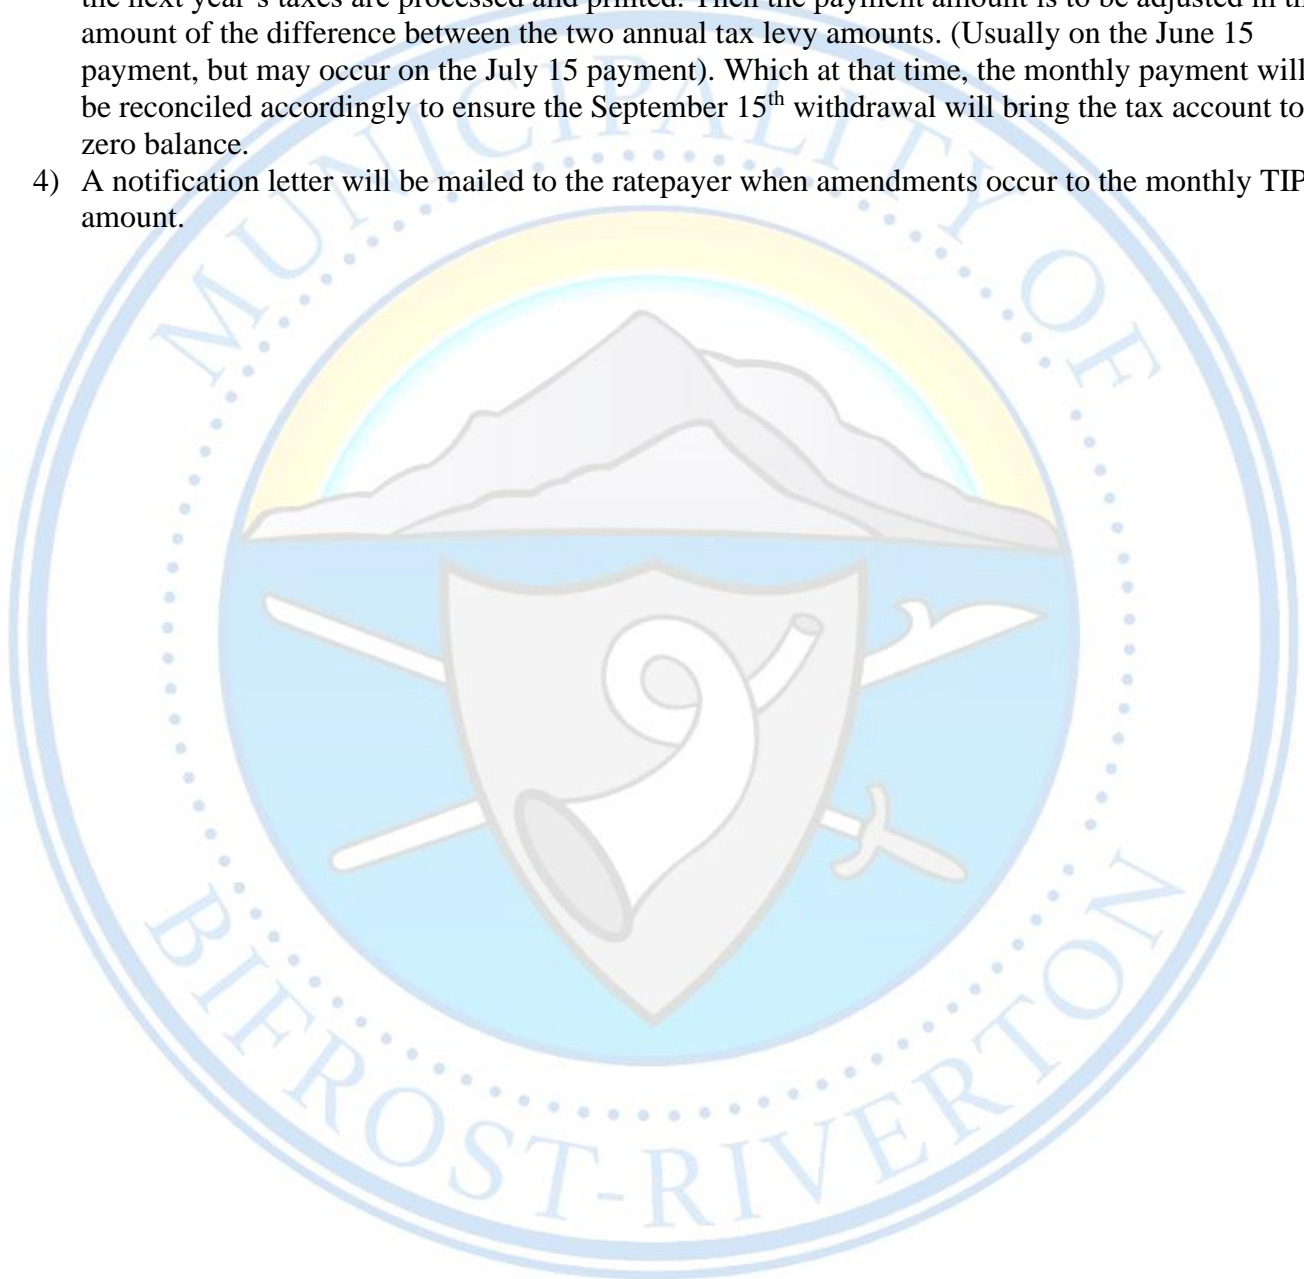 the next year's taxes are processed and printed. Then the payment amount is to be adjusted in
amount of the difference between the two annual tax levy amounts. (Usually on the June 15
payment, but may occur on the July 15 payment). Which at that time, the monthly payment will
be reconciled accordingly to ensure the September 15th withdrawal will bring the tax account to
zero balance.
4) A notification letter will be mailed to the ratepayer when amendments occur to the monthly TIP
amount.
MUNICIPALITY OF
BIFROST-RIVERTON